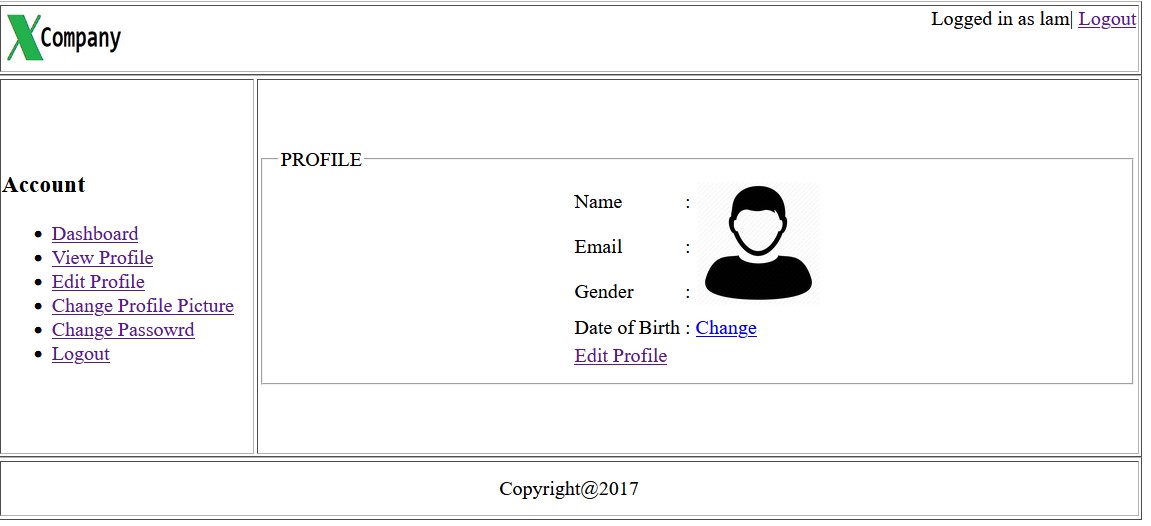 XCompany
Logged in as lam| Logout
Account
Dashboard
View Profile
Edit Profile
Change Profile Picture
Change Passowrd
Logout
PROFILE
Name :
Email :
Gender :
Date of Birth : Change
Edit Profile
Copyright@2017